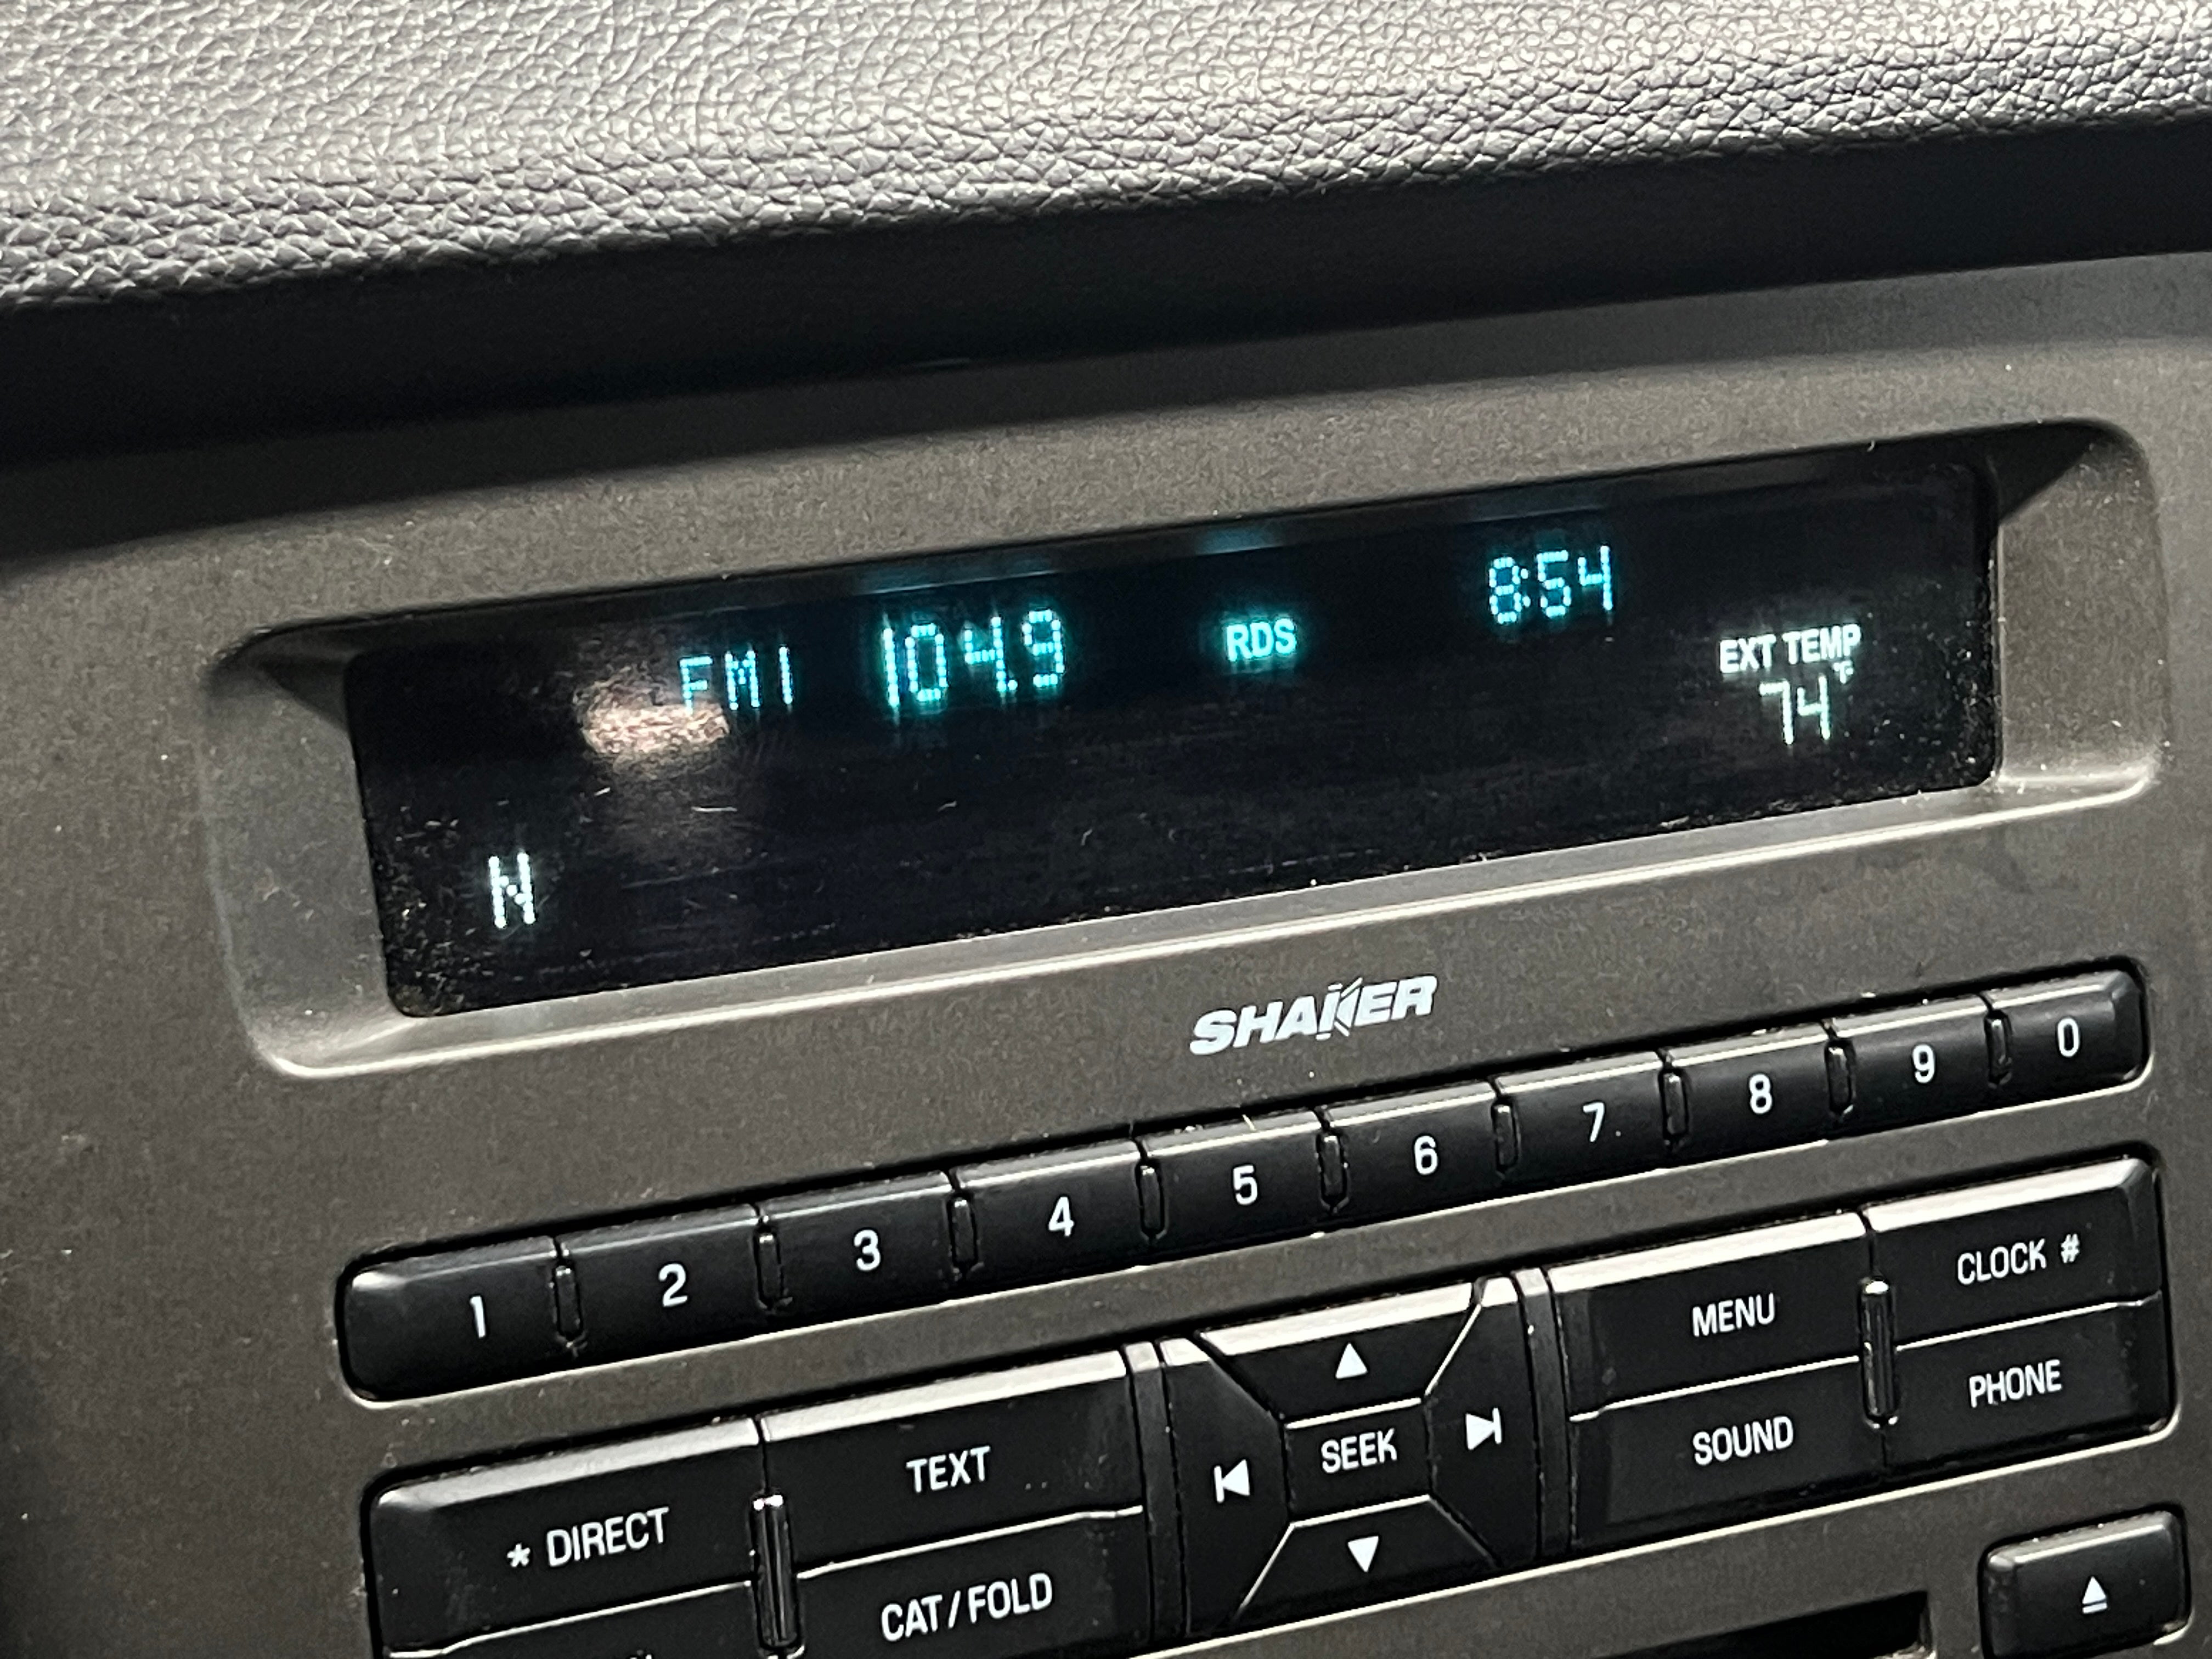 FM1 104.9 RDS 8:54
EXT TEMP
°F
74
N
SHAKER
1 2 3 4 5 6 7 8 9 0
* DIRECT TEXT SEEK MENU CLOCK #
CAT/FOLD SOUND PHONE